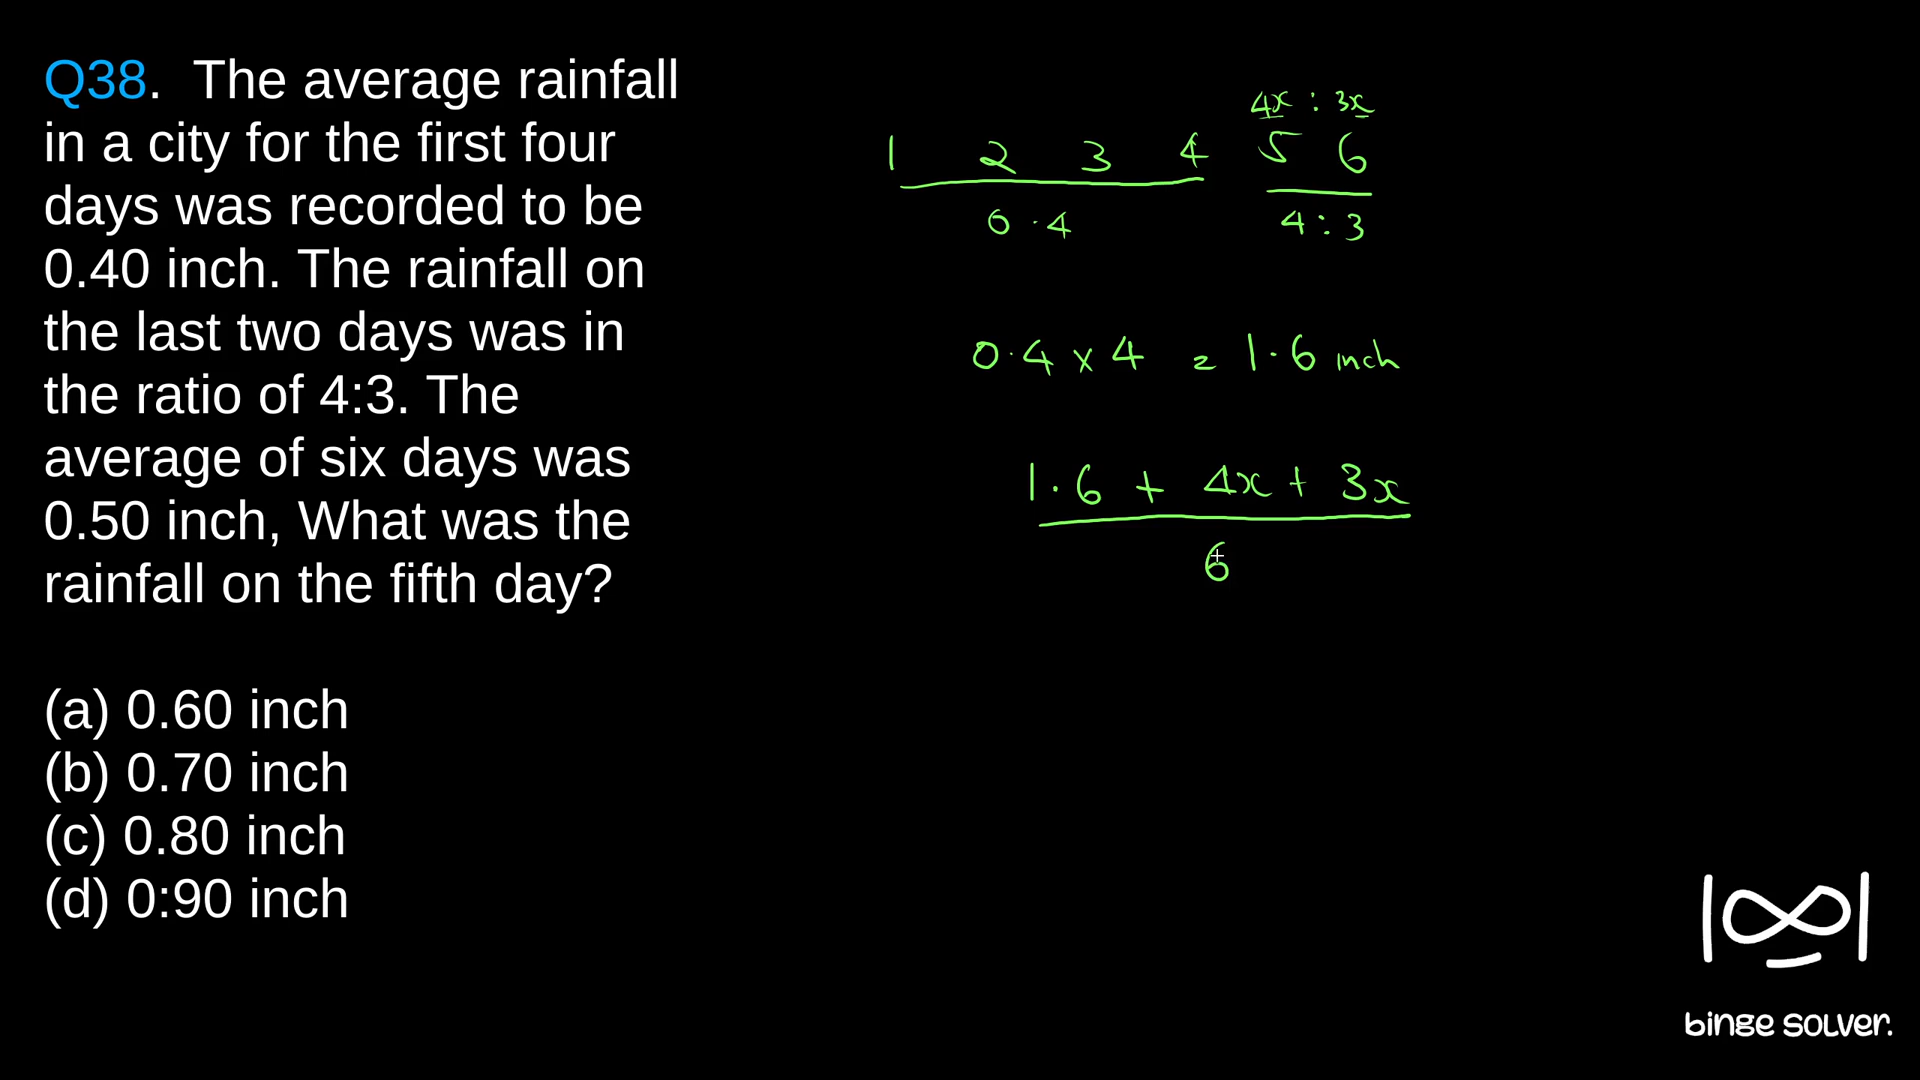 Q38. The average rainfall
in a city for the first four
days was recorded to be
0.40 inch. The rainfall on
the last two days was in
the ratio of 4:3. The
average of six days was
0.50 inch, What was the
rainfall on the fifth day?
(a) 0.60 inch
(b) 0.70 inch
(c) 0.80 inch
(d) 0:90 inch
4x : 3x
1 2 3 4 5 6
0.4 4:3
0.4 x 4 = 1.6 inch
1.6 + 4x + 3x
6
binge SOLVER.